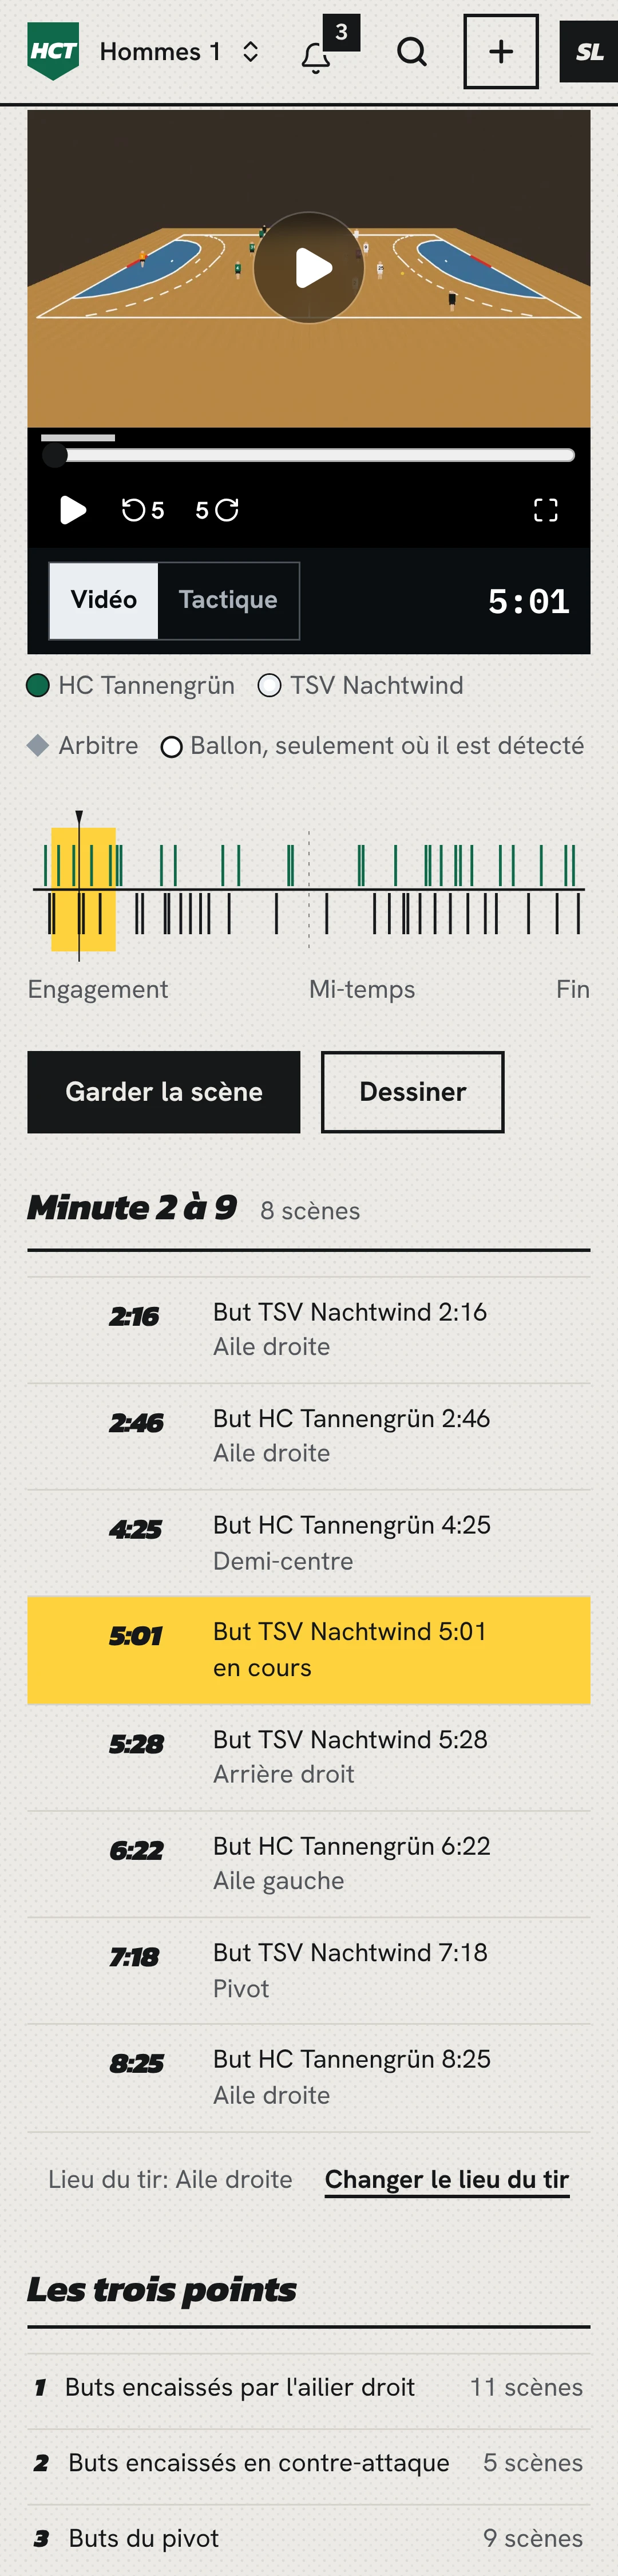 HCT Hommes 1 3 SL
5 5
Vidéo Tactique 5:01
HC Tannengrün TSV Nachtwind
Arbitre Ballon, seulement où il est détecté
Engagement Mi-temps Fin
Garder la scène Dessiner
Minute 2 à 9 8 scènes
2:16 But TSV Nachtwind 2:16
Aile droite
2:46 But HC Tannengrün 2:46
Aile droite
4:25 But HC Tannengrün 4:25
Demi-centre
5:01 But TSV Nachtwind 5:01
en cours
5:28 But TSV Nachtwind 5:28
Arrière droit
6:22 But HC Tannengrün 6:22
Aile gauche
7:18 But TSV Nachtwind 7:18
Pivot
8:25 But HC Tannengrün 8:25
Aile droite
Lieu du tir: Aile droite Changer le lieu du tir
Les trois points
1 Buts encaissés par l'ailier droit 11 scènes
2 Buts encaissés en contre-attaque 5 scènes
3 Buts du pivot 9 scènes